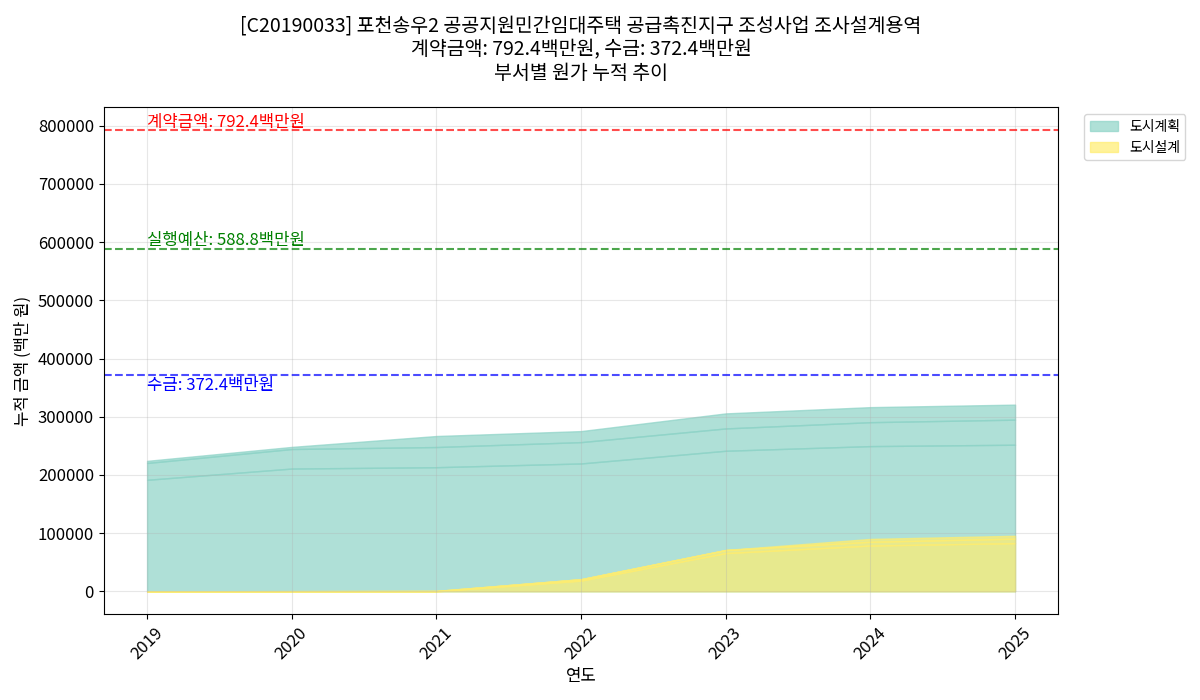 [C20190033] 포천송우2 공공지원민간임대주택 공급촉진지구 조성사업 조사설계용역
계약금액: 792.4백만원, 수금: 372.4백만원
부서별 원가 누적 추이
도시계획
도시설계
계약금액: 792.4백만원
실행예산: 588.8백만원
수금: 372.4백만원
누적 금액 (백만 원)
800000
700000
600000
500000
400000
300000
200000
100000
0
2019
2020
2021
2022
2023
2024
2025
연도